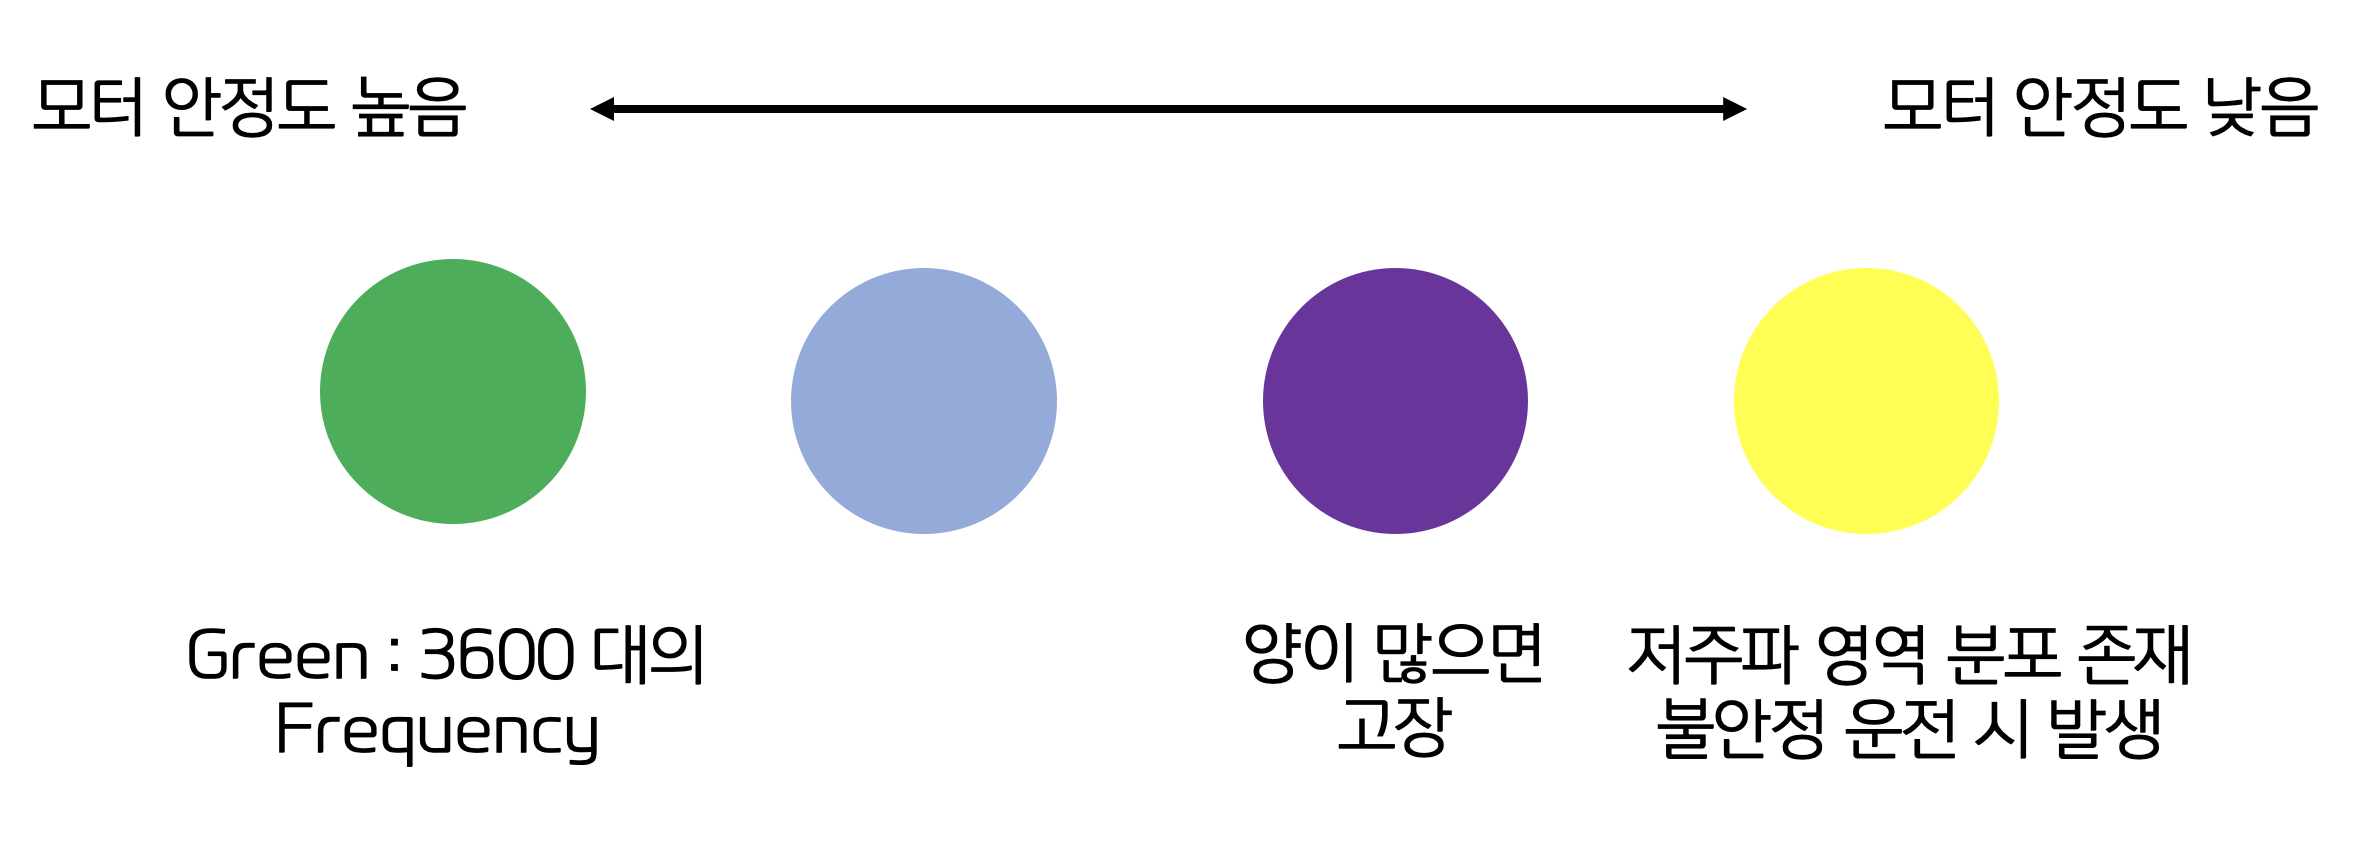 모터 안정도 높음
모터 안정도 낮음
Green : 3600 대의
Frequency
양이 많으면
고장
저주파 영역 분포 존재
불안정 운전 시 발생